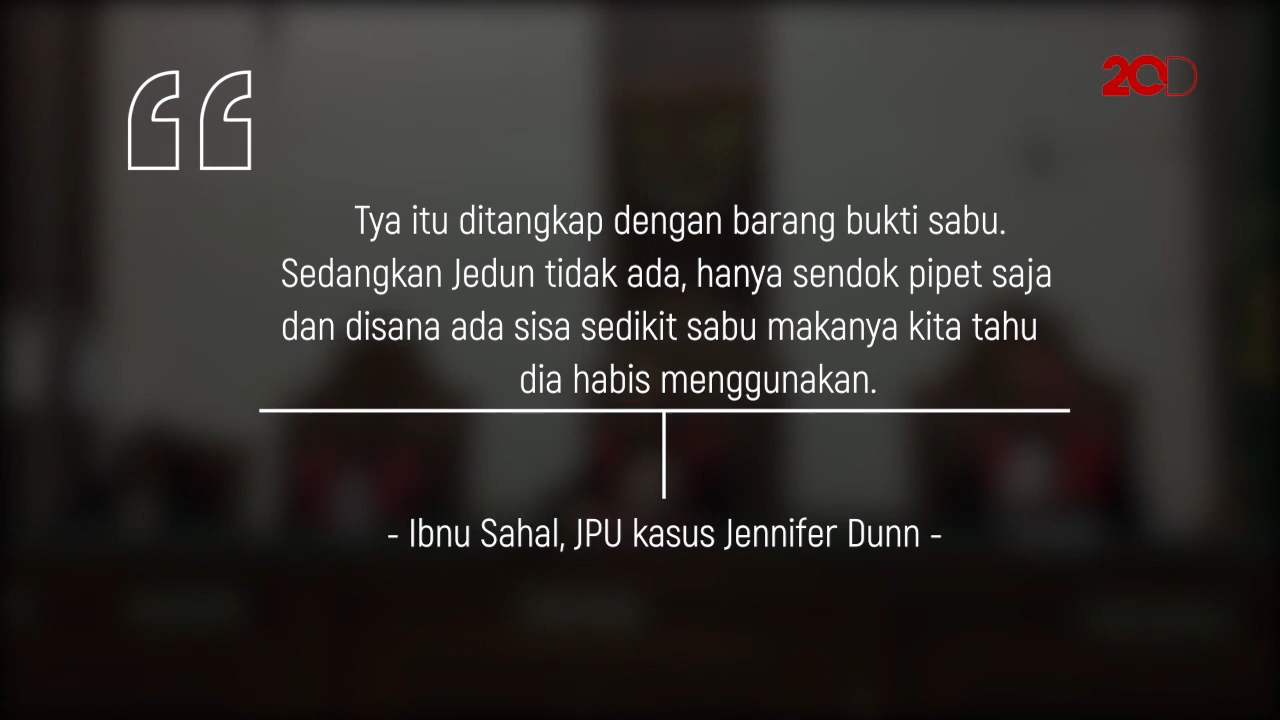 20D
Tya itu ditangkap dengan barang bukti sabu.
Sedangkan Jedun tidak ada, hanya sendok pipet saja
dan disana ada sisa sedikit sabu makanya kita tahu
dia habis menggunakan.
- Ibnu Sahal, JPU kasus Jennifer Dunn -